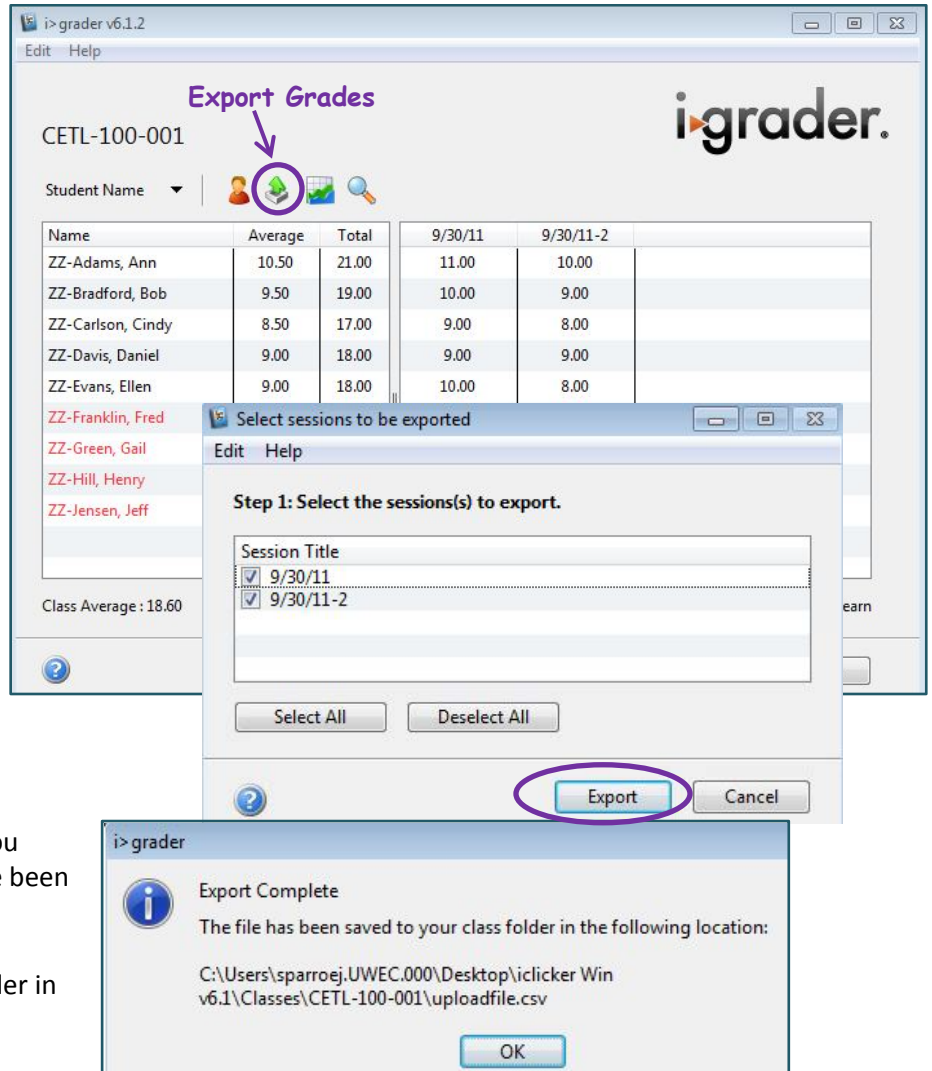 i>grader v6.1.2
Edit Help
Export Grades
i>grader.
CETL-100-001
Student Name
Name Average Total 9/30/11 9/30/11-2
ZZ-Adams, Ann 10.50 21.00 11.00 10.00
ZZ-Bradford, Bob 9.50 19.00 10.00 9.00
ZZ-Carlson, Cindy 8.50 17.00 9.00 8.00
ZZ-Davis, Daniel 9.00 18.00 9.00 9.00
ZZ-Evans, Ellen 9.00 18.00 10.00 8.00
ZZ-Franklin, Fred
ZZ-Green, Gail
ZZ-Hill, Henry
ZZ-Jensen, Jeff
Class Average : 18.60
earn
Select sessions to be exported
Edit Help
Step 1: Select the sessions(s) to export.
Session Title
9/30/11
9/30/11-2
Select All Deselect All
Export Cancel
been
in
i>grader
Export Complete
The file has been saved to your class folder in the following location:
C:\Users\sparroej.UWEC.000\Desktop\iclicker Win
v6.1\Classes\CETL-100-001\uploadfile.csv
OK